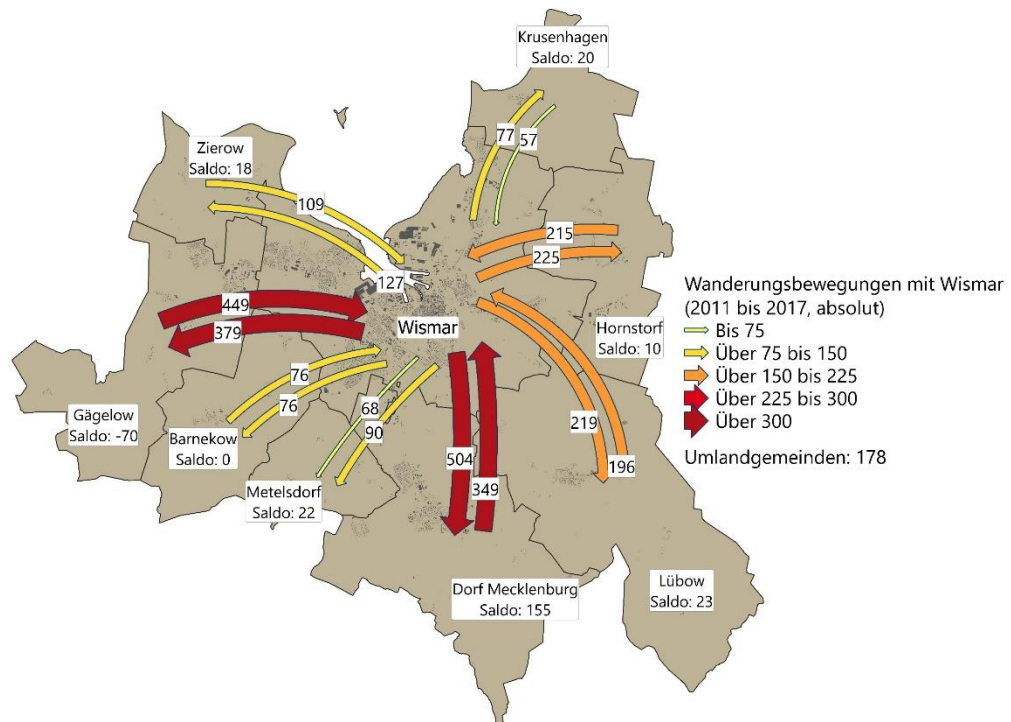 Krusenhagen
Saldo: 20
77
57
Zierow
Saldo: 18
109
127
215
225
449
379
Wismar
Hornstorf
Saldo: 10
76
76
Gägelow
Saldo: -70
Barnekow
Saldo: 0
68
90
219
196
504
349
Metelsdorf
Saldo: 22
Dorf Mecklenburg
Saldo: 155
Lübow
Saldo: 23
Wanderungsbewegungen mit Wismar
(2011 bis 2017, absolut)
Bis 75
Über 75 bis 150
Über 150 bis 225
Über 225 bis 300
Über 300
Umlandgemeinden: 178